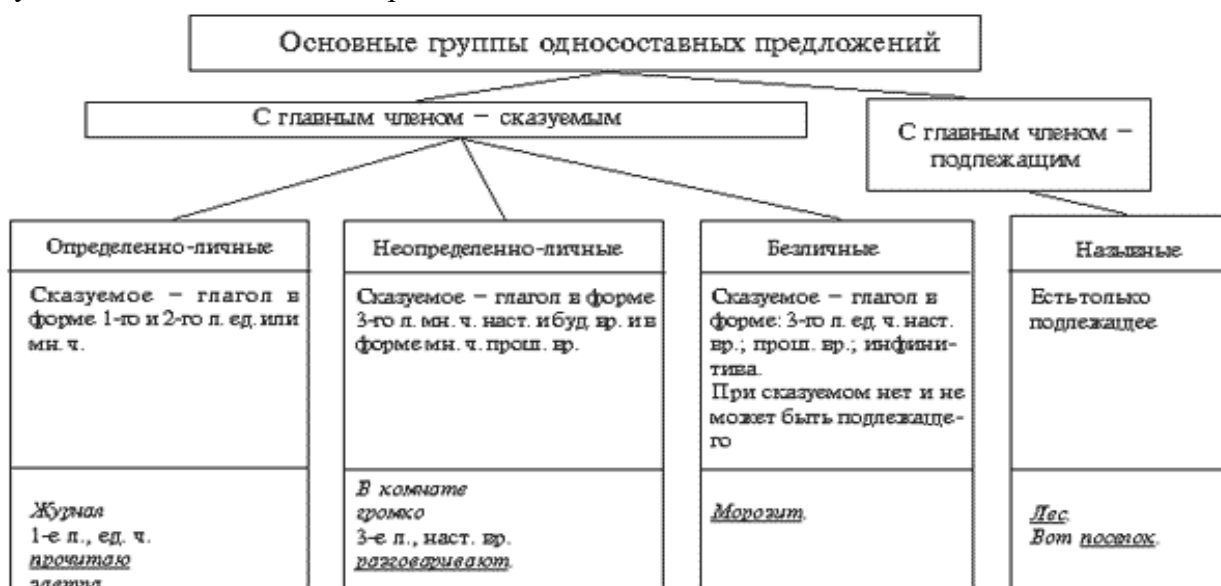 Основные группы односоставных предложений
С главным членом – сказуемым
С главным членом –
подлежащим
Определенно-личные
Сказуемое – глагол в
форме 1-го и 2-го л. ед. или
мн. ч.
Журнал
1-е л., ед. ч.
прочитаю
завтра
Неопределенно-личные
Сказуемое – глагол в форме
3-го л. мн. ч. наст. и буд. вр. и в
форме мн. ч. прош. вр.
В комнате
громко
3-е л., наст. вр.
разговаривают.
Безличные
Сказуемое – глагол в
форме: 3-го л. ед. ч. наст.
вр.; прош. вр.; инфини-
тива.
При сказуемом нет и не
может быть подлежаще-
го
Морозит.
Назывные
Есть только
подлежащее
Лес.
Вот поселок.